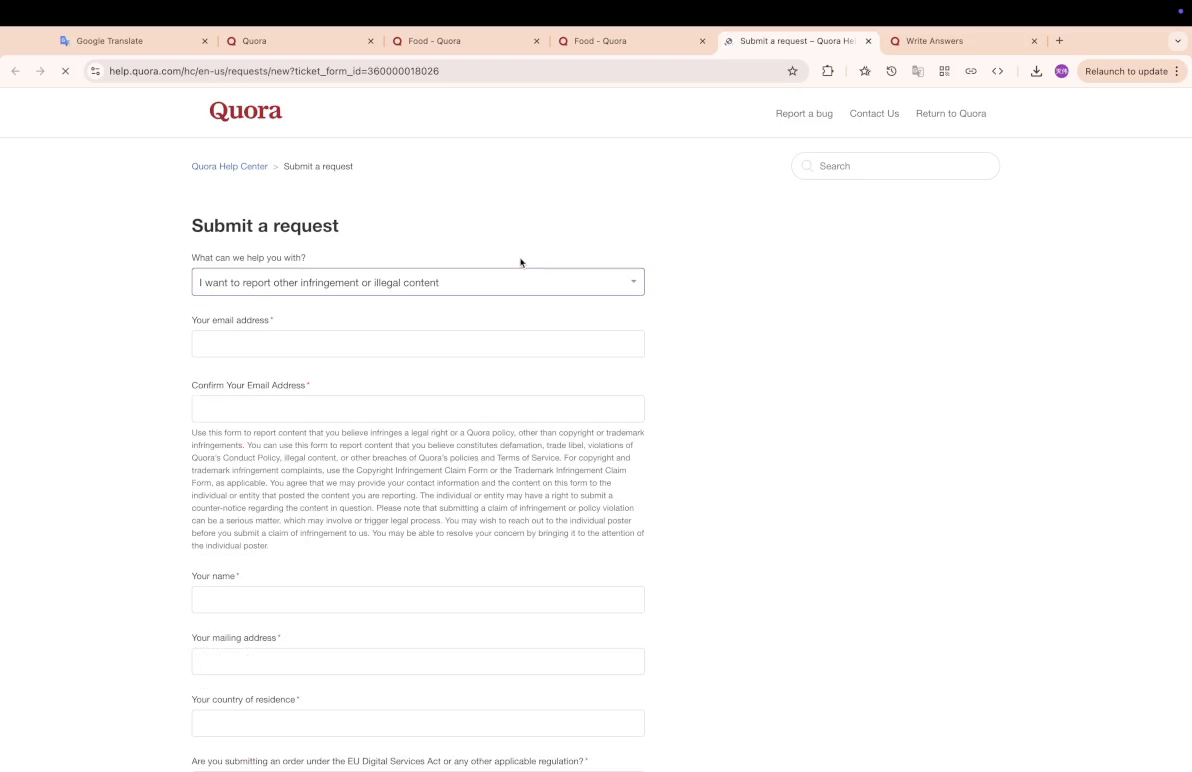 Google Translate
Quora
Food - Quora
Food - Quora
Submit a request – Quora Hel
Write Answers
help.quora.com/hc/en-us/requests/new?ticket_form_id=360000018026
Relaunch to update
Quora
Report a bug
Contact Us
Return to Quora
Quora Help Center > Submit a request
Search
Submit a request
What can we help you with?
I want to report other infringement or illegal content
Your email address*
Confirm Your Email Address*
Use this form to report content that you believe infringes a legal right or a Quora policy, other than copyright or trademark
infringements. You can use this form to report content that you believe constitutes defamation, trade libel, violations of
Quora's Conduct Policy, illegal content, or other breaches of Quora's policies and Terms of Service. For copyright and
trademark infringement complaints, use the Copyright Infringement Claim Form or the Trademark Infringement Claim
Form, as applicable. You agree that we may provide your contact information and the content on this form to the
individual or entity that posted the content you are reporting. The individual or entity may have a right to submit a
counter-notice regarding the content in question. Please note that submitting a claim of infringement or policy violation
can be a serious matter, which may involve or trigger legal process. You may wish to reach out to the individual poster
before you submit a claim of infringement to us. You may be able to resolve your concern by bringing it to the attention of
the individual poster.
Your name*
Your mailing address*
Your country of residence*
Are you submitting an order under the EU Digital Services Act or any other applicable regulation?*